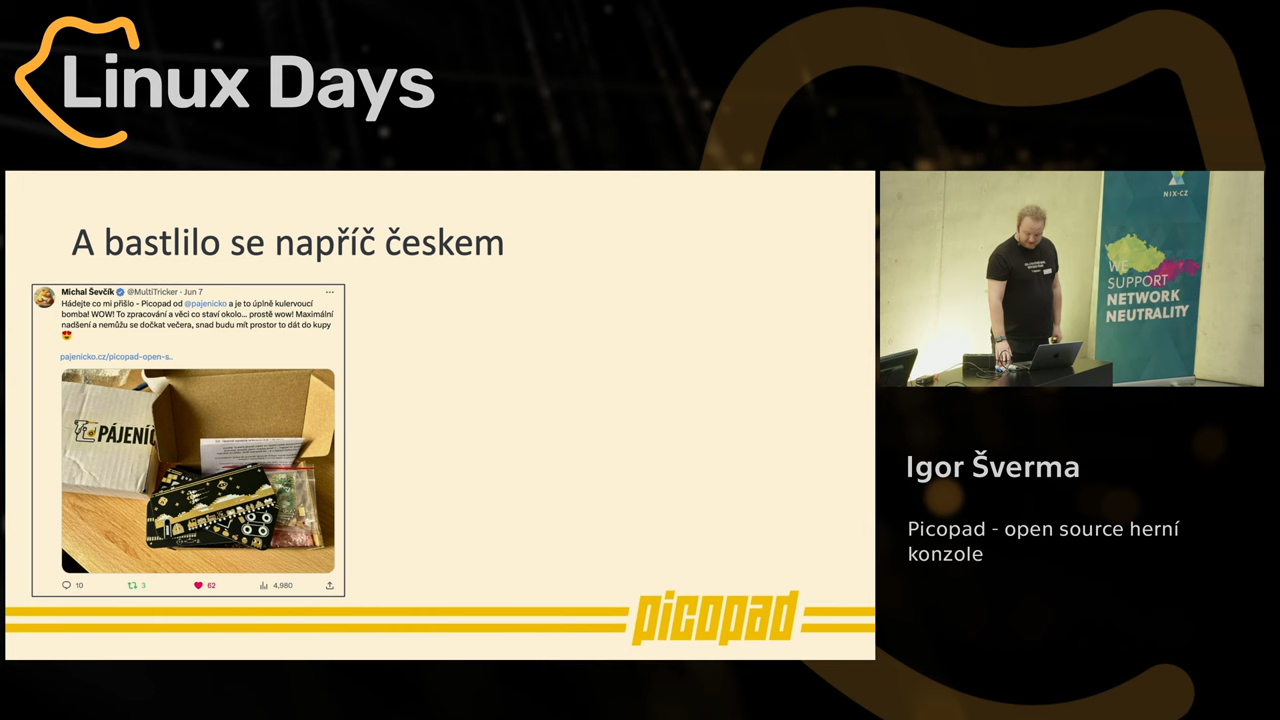 Linux Days
A bastlilo se napříč českem
Michal Ševčík @MultiTricker · Jun 7
Hádejte co mi přišlo - Picopad od @pajenicko a je to úplně kulervoucí
bomba! WOW! To zpracování a věci co staví okolo... prostě wow! Maximální
nadšení a nemůžu se dočkat večera, snad budu mít prostor to dát do kupy
😍
pajenicko.cz/picopad-open-s..
PÁJENÍČ
10 3 62 4,980
picopad
NIX·CZ
WE
SUPPORT
NETWORK
NEUTRALITY
Igor Šverma
Picopad - open source herní
konzole